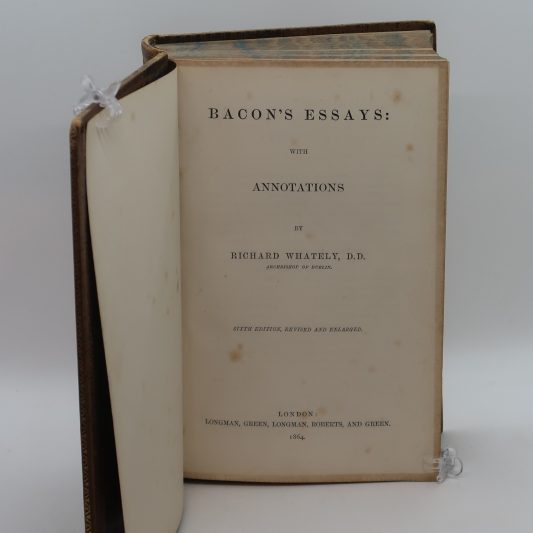 BACON'S ESSAYS:
WITH
ANNOTATIONS
BY
RICHARD WHATELY, D.D.
ARCHBISHOP OF DUBLIN.
SIXTH EDITION, REVISED AND ENLARGED.
LONDON:
LONGMAN, GREEN, LONGMAN, ROBERTS, AND GREEN.
1864.